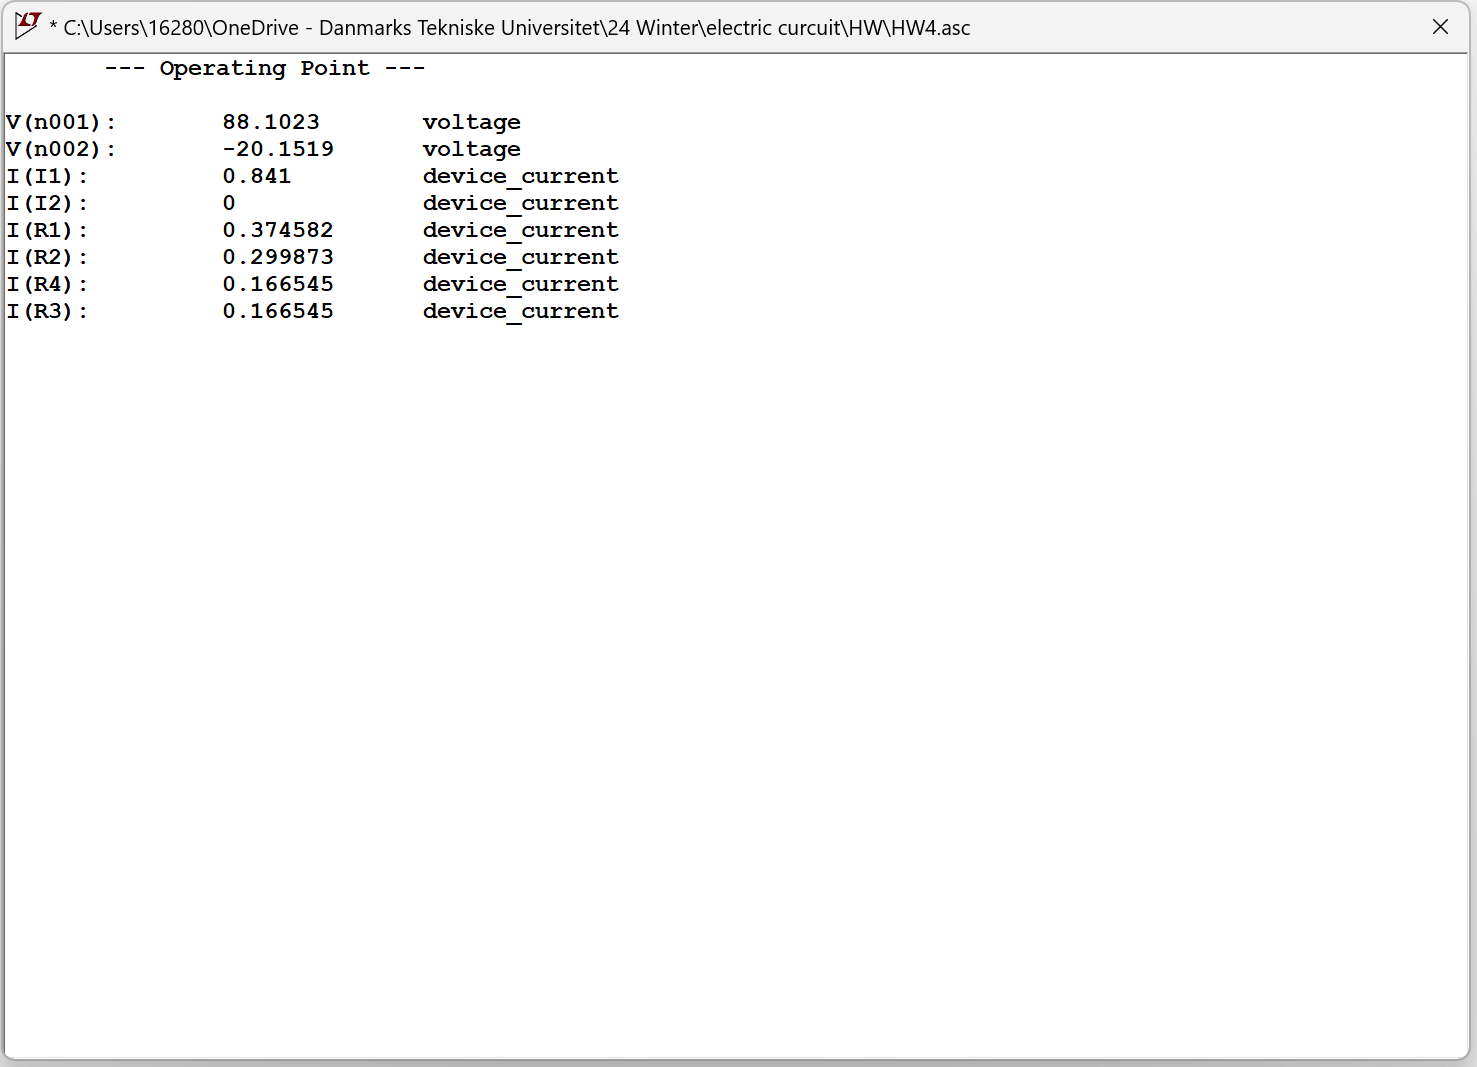 * C:\Users\16280\OneDrive - Danmarks Tekniske Universitet\24 Winter\electric curcuit\HW\HW4.asc
--- Operating Point ---
V(n001): 88.1023 voltage
V(n002): -20.1519 voltage
I(I1): 0.841 device_current
I(I2): 0 device_current
I(R1): 0.374582 device_current
I(R2): 0.299873 device_current
I(R4): 0.166545 device_current
I(R3): 0.166545 device_current